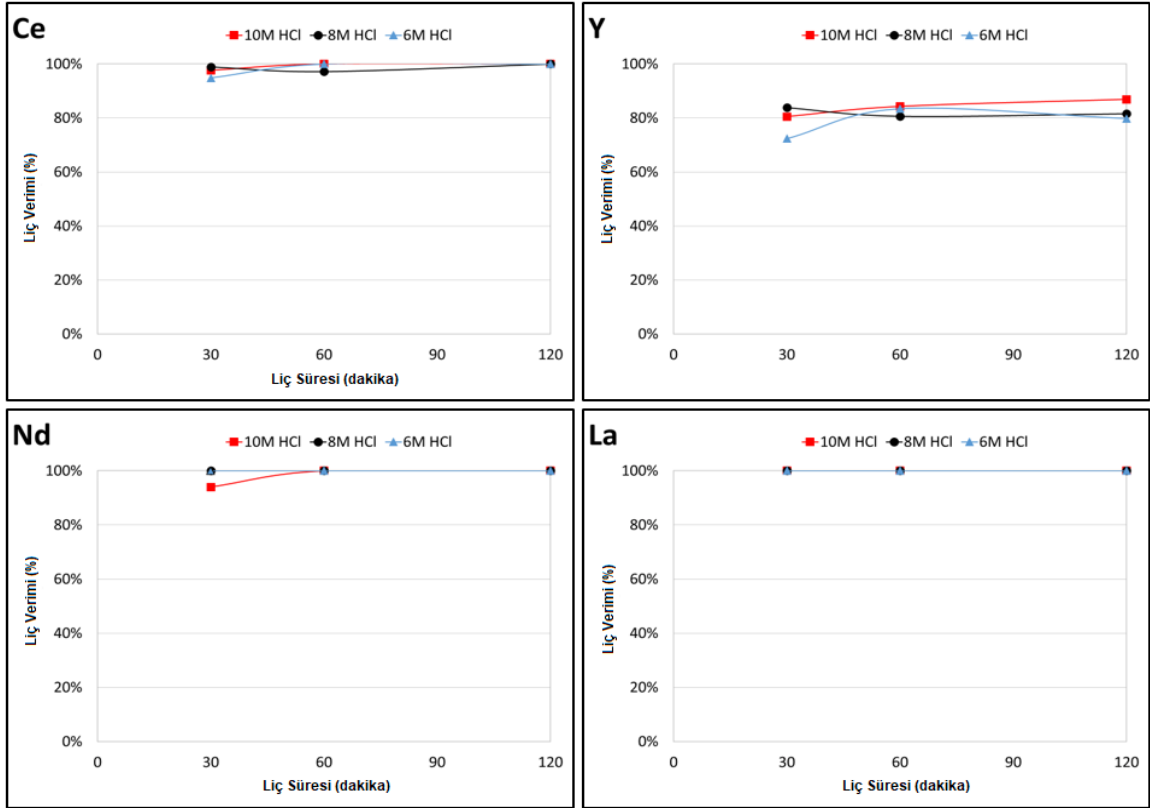 Ce
10M HCl 8M HCl 6M HCl
100%
80%
60%
40%
20%
0%
Liç Verimi (%)
0 30 60 90 120
Liç Süresi (dakika)
Y
10M HCl 8M HCl 6M HCl
100%
80%
60%
40%
20%
0%
Liç Verimi (%)
0 30 60 90 120
Nd
10M HCl 8M HCl 6M HCl
100%
80%
60%
40%
20%
0%
Liç Verimi (%)
0 30 60 90 120
Liç Süresi (dakika)
La
10M HCl 8M HCl 6M HCl
100%
80%
60%
40%
20%
0%
Liç Verimi (%)
0 30 60 90 120
Liç Süresi (dakika)